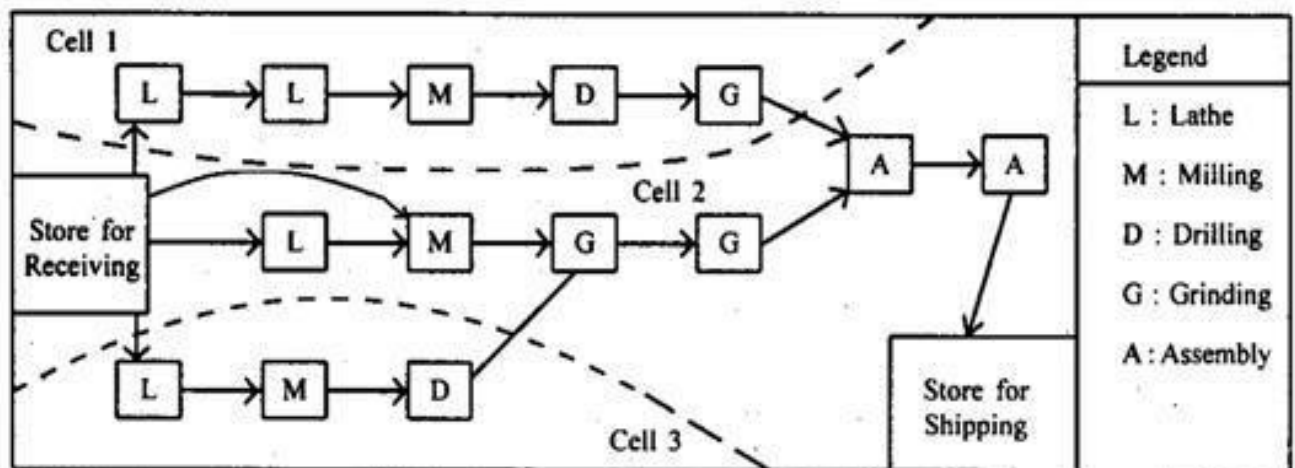 Cell 1
L L M D G
A A
Cell 2
Store for
Receiving
L M G G
L M D
Cell 3
Store for
Shipping
Legend
L : Lathe
M : Milling
D : Drilling
G : Grinding
A : Assembly